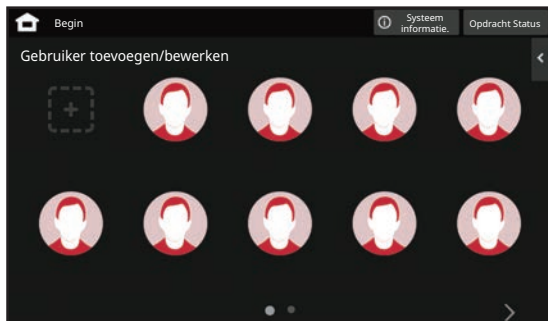 Begin
Systeem
informatie.
Opdracht Status
Gebruiker toevoegen/bewerken